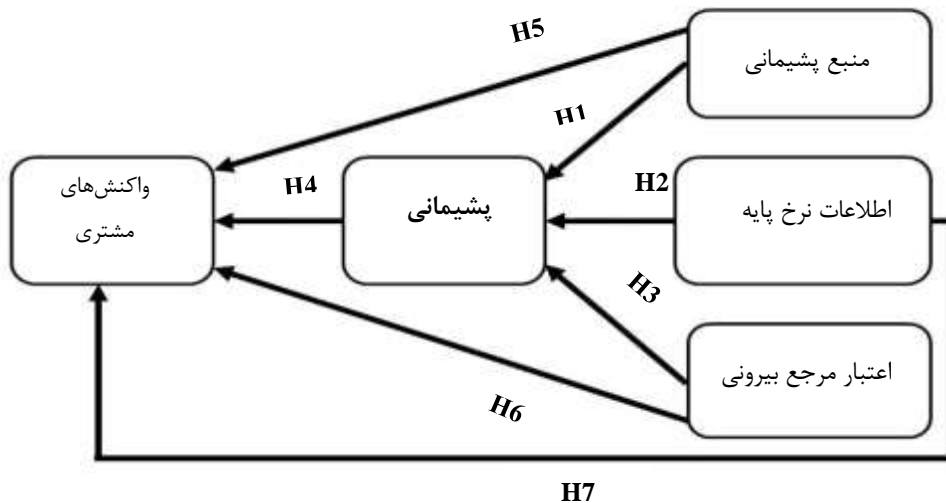 H5
منبع پشیمانی
H1
واکنش‌های
مشتری
H4
پشیمانی
H2
اطلاعات نرخ پایه
H3
اعتبار مرجع بیرونی
H6
H7